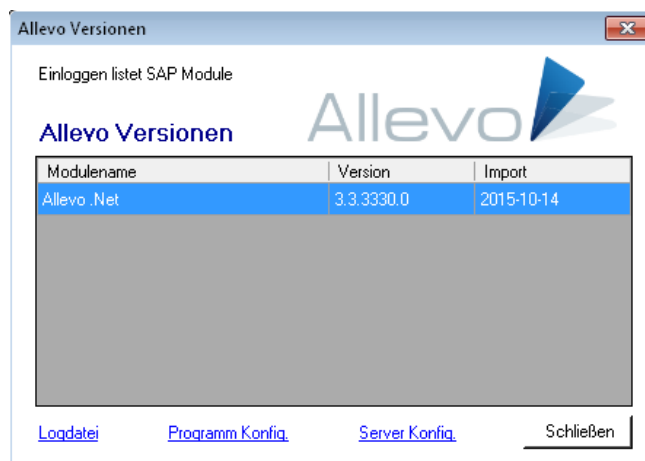 Allevo Versionen
Einloggen listet SAP Module
Allevo
Allevo Versionen
Modulename Version Import
Allevo .Net 3.3.3330.0 2015-10-14
Logdatei Programm Konfig. Server Konfig. Schließen